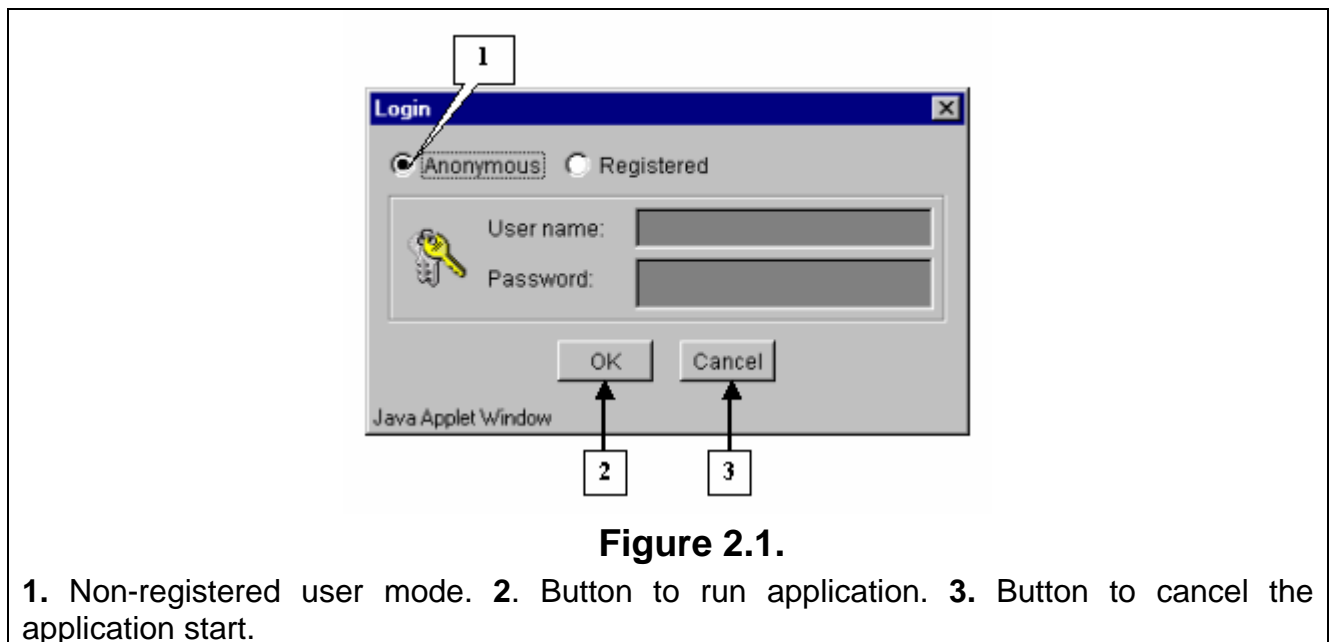 1
Login
Anonymous Registered
User name:
Password:
OK Cancel
Java Applet Window
2 3
Figure 2.1.
1. Non-registered user mode. 2. Button to run application. 3. Button to cancel the
application start.